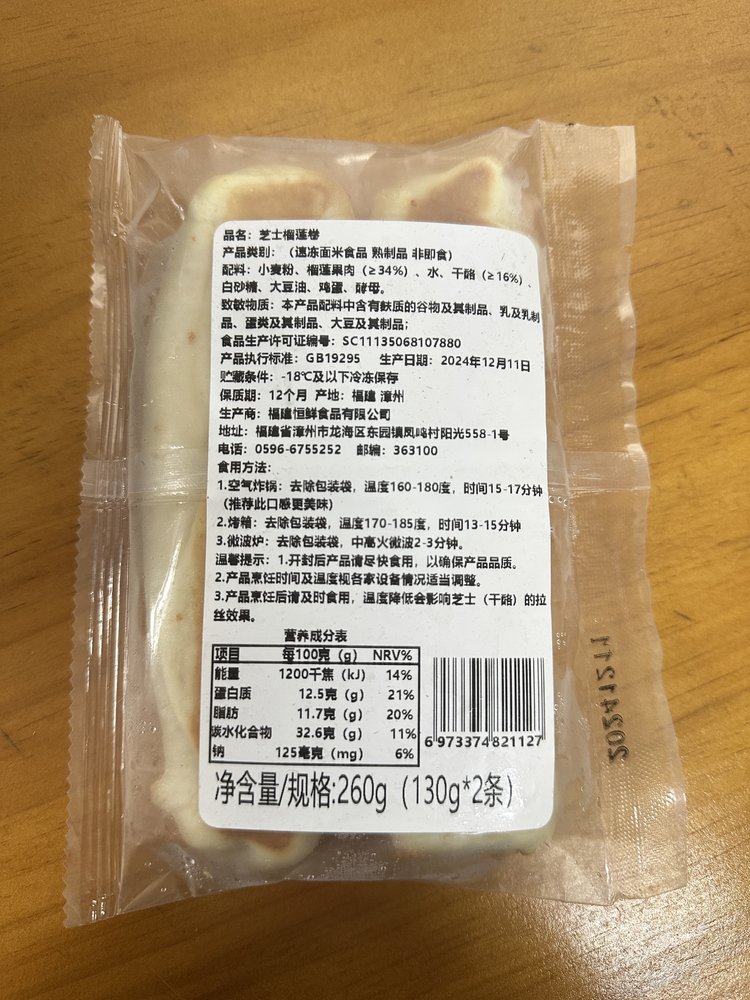 品名：芝士榴莲卷
产品类别：（速冻面米食品 熟制品 非即食）
配料：小麦粉、榴莲果肉（≥34%）、水、干酪（≥16%）、
白砂糖、大豆油、鸡蛋、酵母。
致敏物质：本产品配料中含有麸质的谷物及其制品、乳及乳制
品、蛋类及其制品、大豆及其制品；
食品生产许可证编号：SC11135068107880
产品执行标准：GB19295 生产日期：2024年12月11日
贮藏条件：-18℃及以下冷冻保存
保质期：12个月 产地：福建 漳州
生产商：福建恒鲜食品有限公司
地址：福建省漳州市龙海区东园镇凤鸣村阳光558-1号
电话：0596-6755252 邮编：363100
食用方法：
1.空气炸锅：去除包装袋，温度160-180度，时间15-17分钟
（推荐此口感更美味）
2.烤箱：去除包装袋，温度170-185度，时间13-15分钟
3.微波炉：去除包装袋，中高火微波2-3分钟。
温馨提示：1.开封后产品请尽快食用，以确保产品品质。
2.产品烹饪时间及温度视各家设备情况适当调整。
3.产品烹饪后请及时食用，温度降低会影响芝士（干酪）的拉
丝效果。
营养成分表
项目 每100克（g） NRV%
能量 1200千焦（kJ） 14%
蛋白质 12.5克（g） 21%
脂肪 11.7克（g） 20%
碳水化合物 32.6克（g） 11%
钠 125毫克（mg） 6%
6 973374 821127
净含量/规格:260g（130g*2条）
20241211